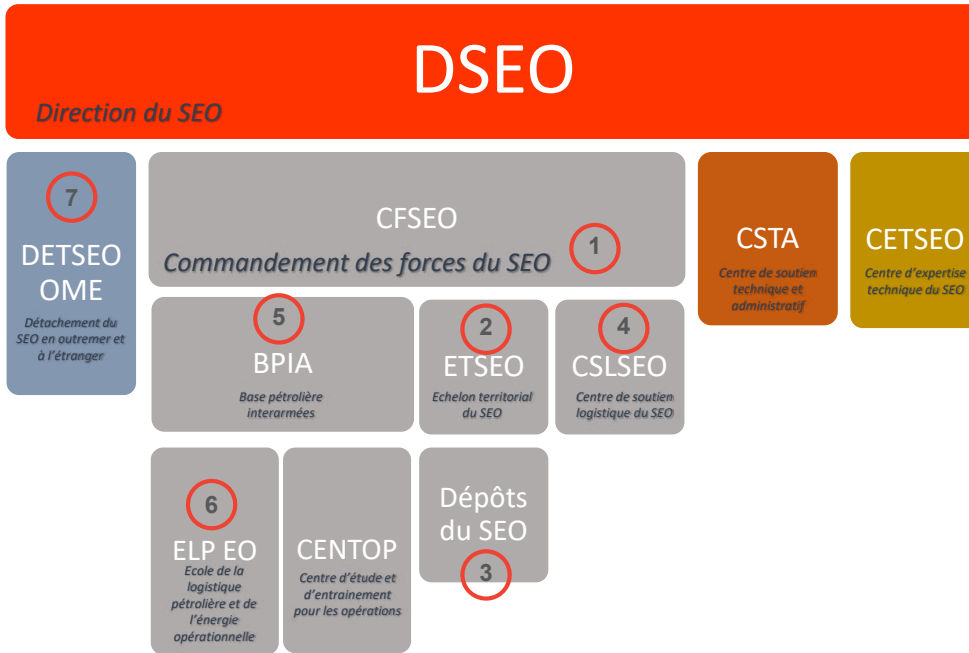 DSEO
Direction du SEO
7
DETSEO
OME
Détachement du
SEO en outremer et
à l'étranger
CFSEO
1
Commandement des forces du SEO
CSTA
Centre de soutien
technique et
administratif
CETSEO
Centre d'expertise
technique du SEO
5
BPIA
Base pétrolière
interarmées
2
ETSEO
Echelon territorial
du SEO
4
CSLSEO
Centre de soutien
logistique du SEO
6
ELP EO
Ecole de la
logistique
pétrolière et de
l'énergie
opérationnelle
CENTOP
Centre d'étude et
d'entrainement
pour les opérations
Dépôts
du SEO
3